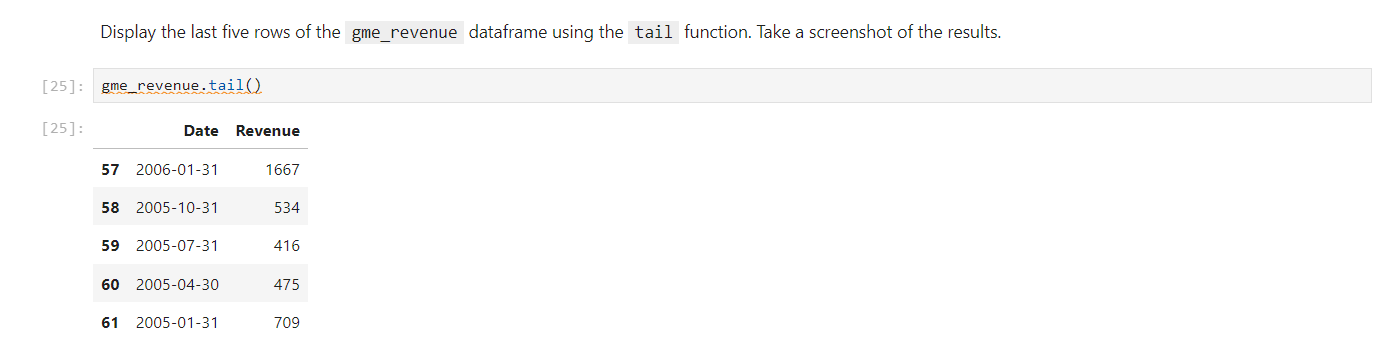 Display the last five rows of the gme_revenue dataframe using the tail function. Take a screenshot of the results.
[25]: gme_revenue.tail()
[25]: Date Revenue
57 2006-01-31 1667
58 2005-10-31 534
59 2005-07-31 416
60 2005-04-30 475
61 2005-01-31 709